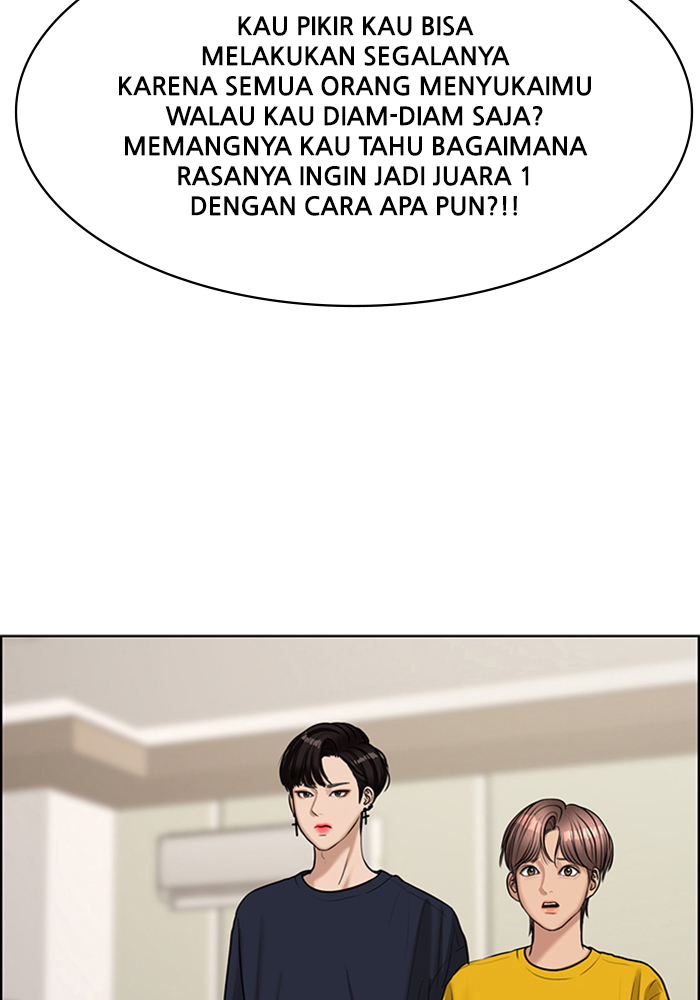 KAU PIKIR KAU BISA
MELAKUKAN SEGALANYA
KARENA SEMUA ORANG MENYUKAIMU
WALAU KAU DIAM-DIAM SAJA?
MEMANGNYA KAU TAHU BAGAIMANA
RASANYA INGIN JADI JUARA 1
DENGAN CARA APA PUN?!!